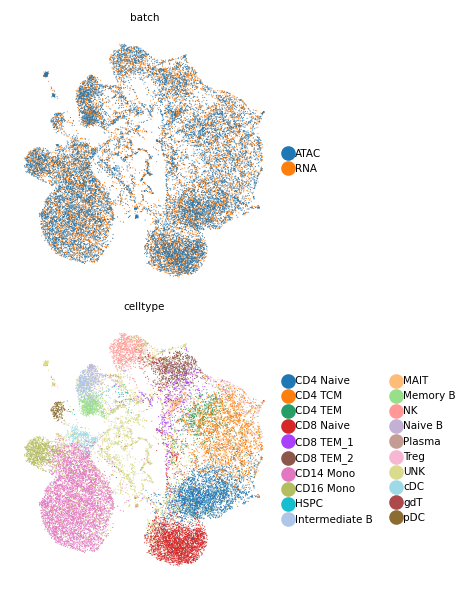 batch
ATAC
RNA
celltype
CD4 Naive
CD4 TCM
CD4 TEM
CD8 Naive
CD8 TEM_1
CD8 TEM_2
CD14 Mono
CD16 Mono
HSPC
Intermediate B
MAIT
Memory B
NK
Naive B
Plasma
Treg
UNK
cDC
gdT
pDC